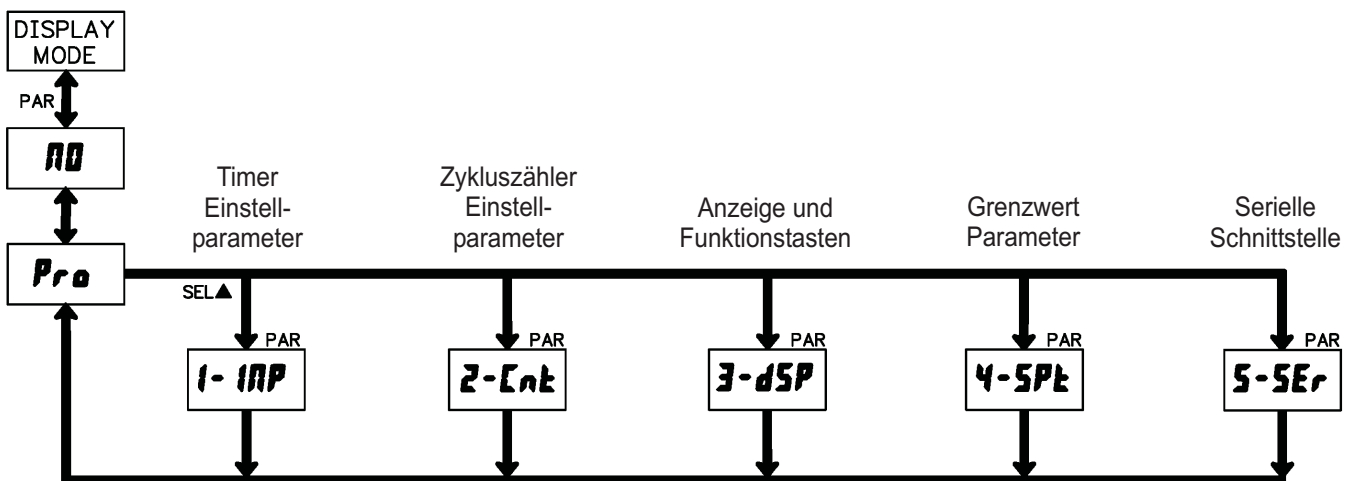 DISPLAY
MODE
PAR
NO
Pro
Timer
Einstell-
parameter
Zykluszähler
Einstell-
parameter
Anzeige und
Funktionstasten
Grenzwert
Parameter
Serielle
Schnittstelle
SEL▲
PAR
PAR
PAR
PAR
PAR
1-INP
2-Cnt
3-dSP
4-SPt
5-SEr